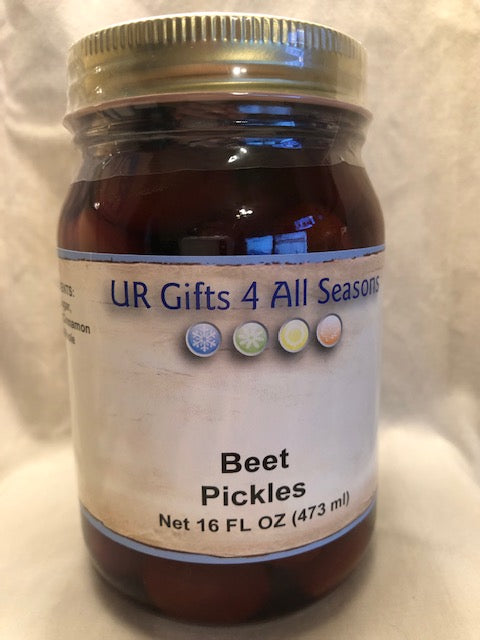 UR Gifts 4 All Seasons
Beet
Pickles
Net 16 FL OZ (473 ml)